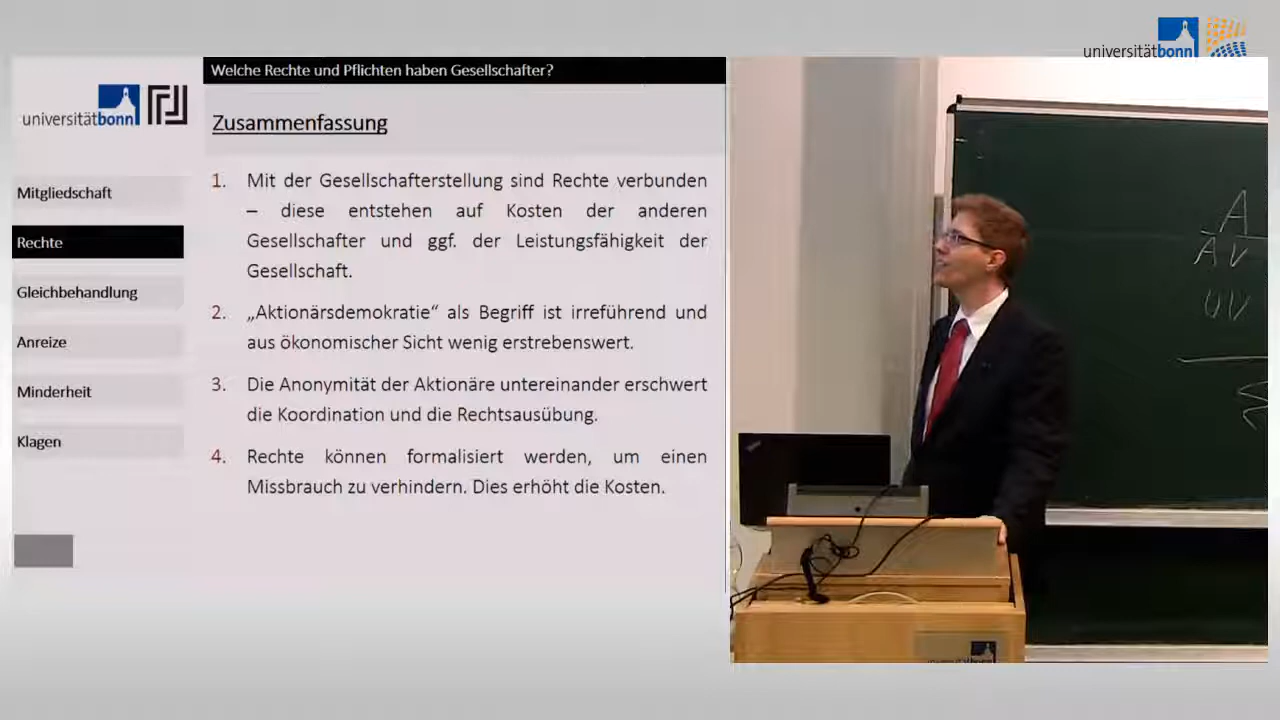 universitätbonn
Welche Rechte und Pflichten haben Gesellschafter?
universitätbonn
Zusammenfassung
Mitgliedschaft
Rechte
Gleichbehandlung
Anreize
Minderheit
Klagen
1. Mit der Gesellschafterstellung sind Rechte verbunden
– diese entstehen auf Kosten der anderen
Gesellschafter und ggf. der Leistungsfähigkeit der
Gesellschaft.
2. „Aktionärsdemokratie“ als Begriff ist irreführend und
aus ökonomischer Sicht wenig erstrebenswert.
3. Die Anonymität der Aktionäre untereinander erschwert
die Koordination und die Rechtsausübung.
4. Rechte können formalisiert werden, um einen
Missbrauch zu verhindern. Dies erhöht die Kosten.
A
AV
UV